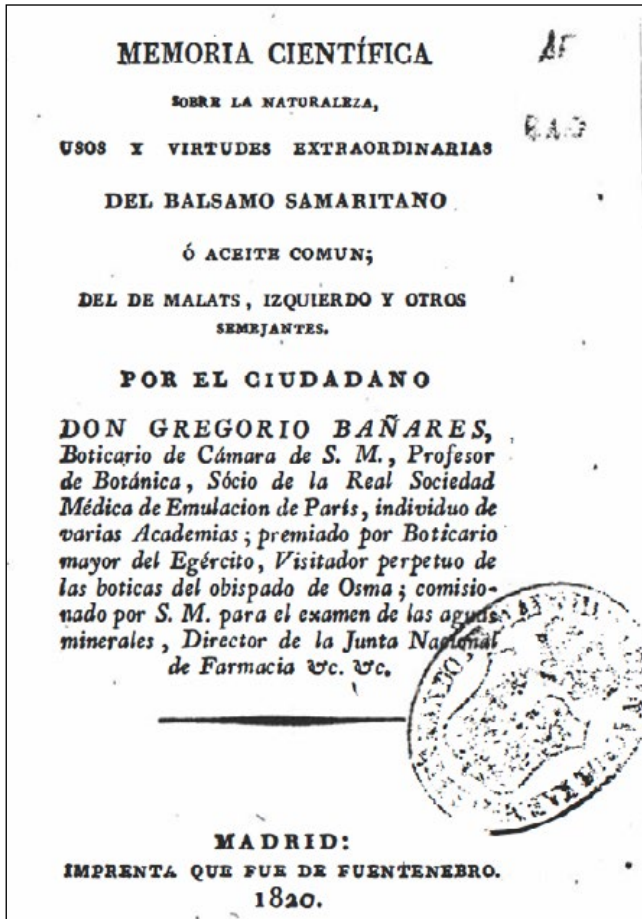 MEMORIA CIENTÍFICA
SOBRE LA NATURALEZA,
USOS Y VIRTUDES EXTRAORDINARIAS
DEL BALSAMO SAMARITANO
Ó ACEITE COMUN;
DEL DE MALATS, IZQUIERDO Y OTROS
SEMEJANTES.
POR EL CIUDADANO
DON GREGORIO BAÑARES,
Boticario de Cámara de S. M., Profesor
de Botánica, Sócio de la Real Sociedad
Médica de Emulacion de París, individuo de
varias Academias; premiado por Boticario
mayor del Egército, Visitador perpetuo de
las boticas del obispado de Osma; comisio-
nado por S. M. para el examen de las aguas
minerales, Director de la Junta Nacional
de Farmacia &c. &c.
MADRID:
IMPRENTA QUE FUE DE FUENTENEBRO.
1820.